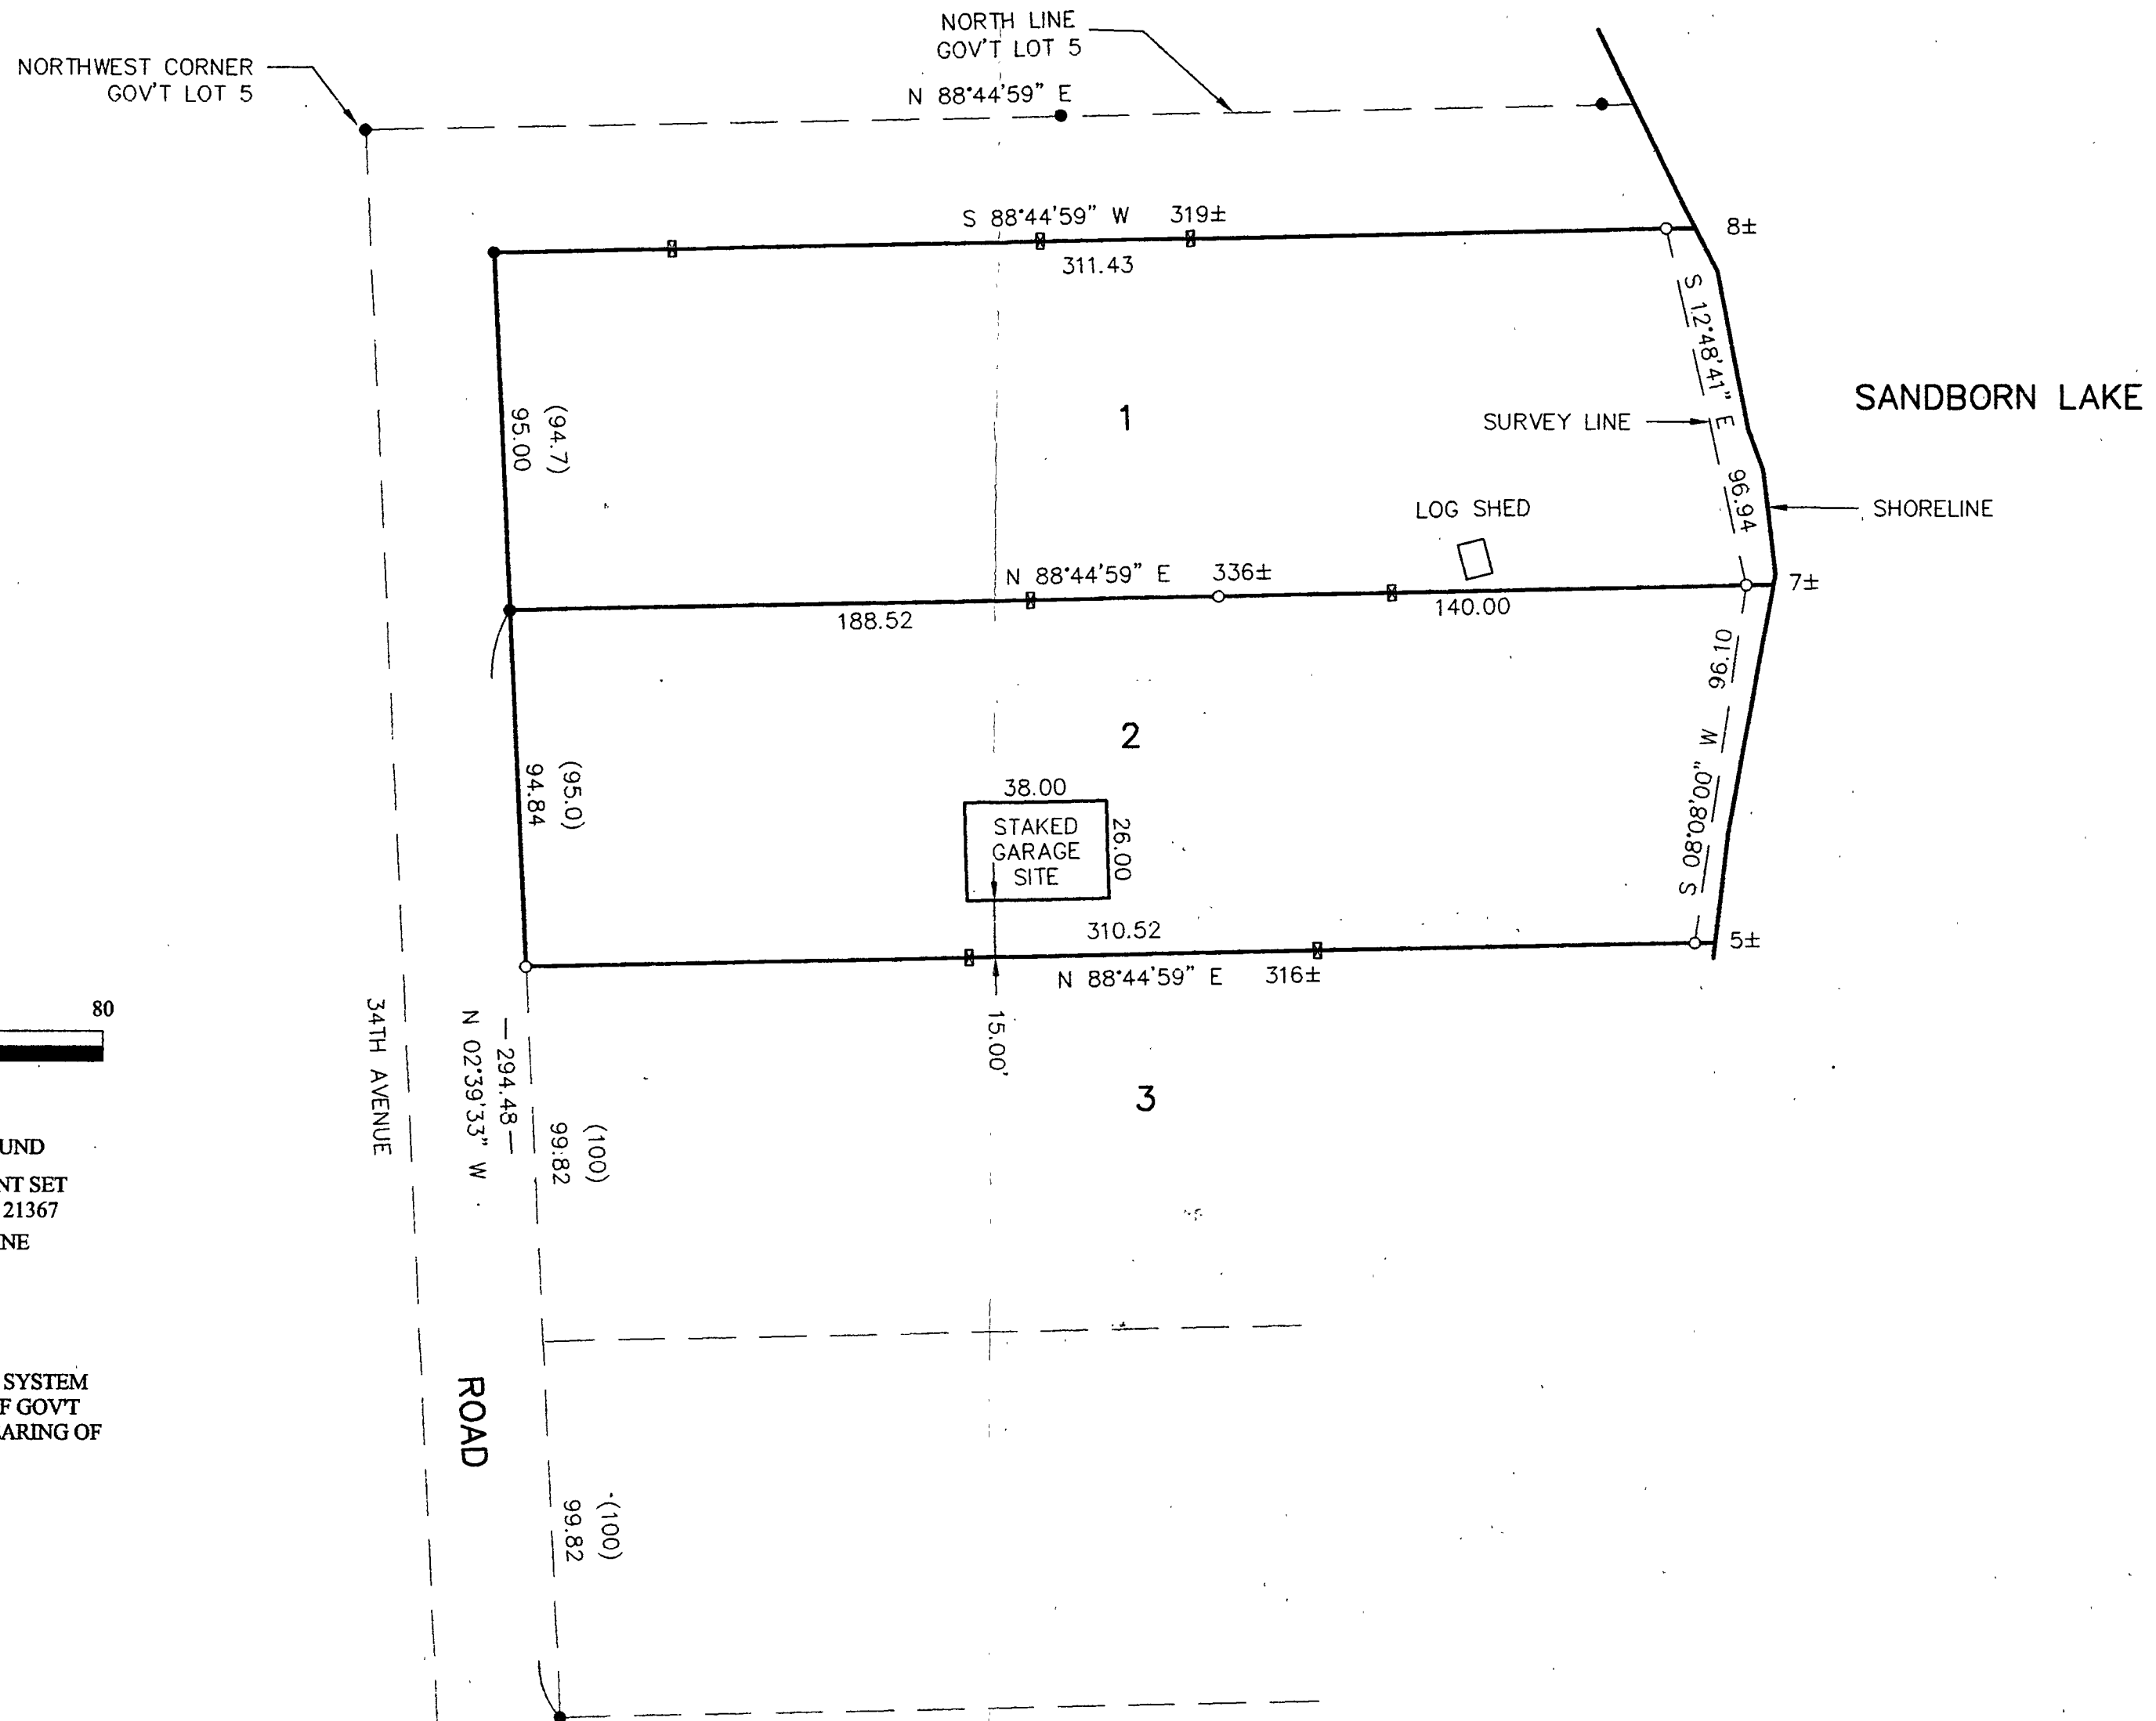 NORTH LINE
GOV'T LOT 5
N 88°44'59" E
NORTHWEST CORNER
GOV'T LOT 5
S 88°44'59" W 319±
311.43
8±
S 12°48'41" E 96.94
SURVEY LINE
SANDBORN LAKE
SHORELINE
(94.7)
95.00
1
LOG SHED
N 88°44'59" E 336±
188.52
140.00
7±
S 08°08'00" W 96.10
2
(95.0)
94.84
38.00
26.00
STAKED
GARAGE
SITE
310.52
N 88°44'59" E 316±
5±
15.00'
3
34TH AVENUE
N 02°39'33" W
294.48
(100)
99.82
ROAD
(100)
99.82
80
UND
NT SET
21367
NE
SYSTEM
F GOV'T
ARING OF